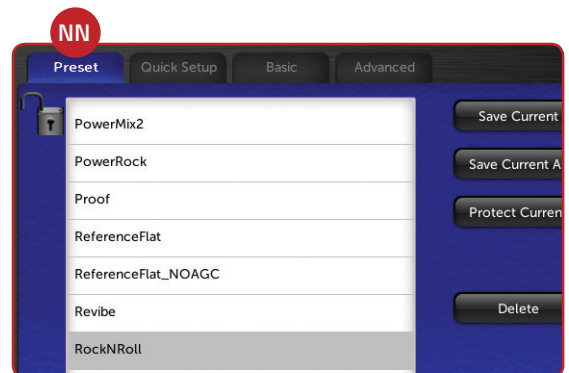 NN
Preset Quick Setup Basic Advanced
PowerMix2
PowerRock
Proof
ReferenceFlat
ReferenceFlat_NOAGC
Revibe
RockNRoll
Save Current
Save Current A
Protect Curren
Delete